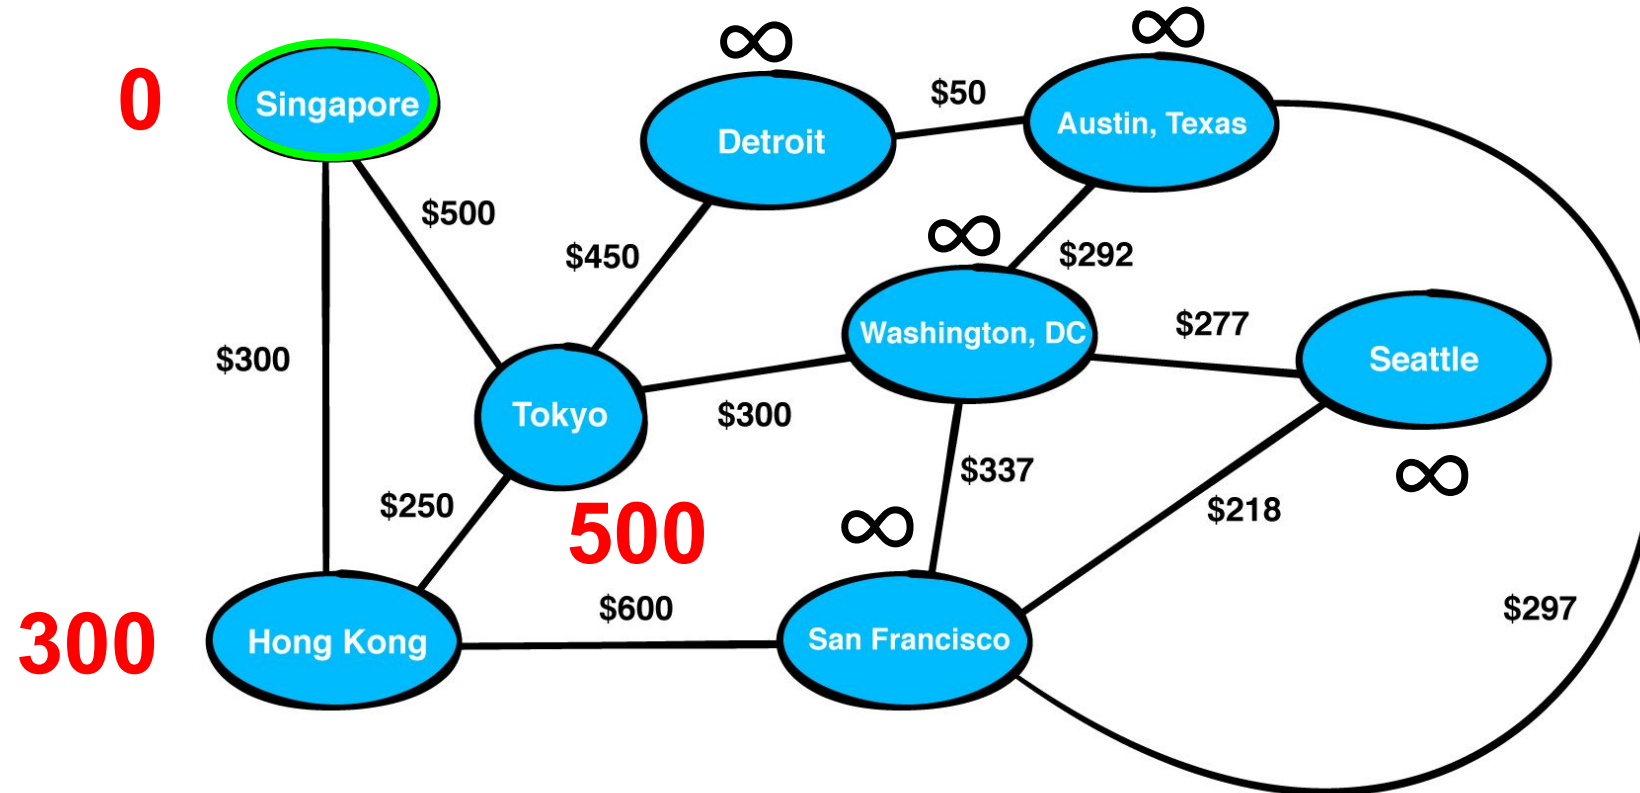 ∞
∞
0
Singapore
$50
Detroit
Austin, Texas
$500
$450
∞
$292
$300
Washington, DC
$277
Seattle
Tokyo
$300
$337
∞
$250
500
∞
$218
300
Hong Kong
$600
San Francisco
$297